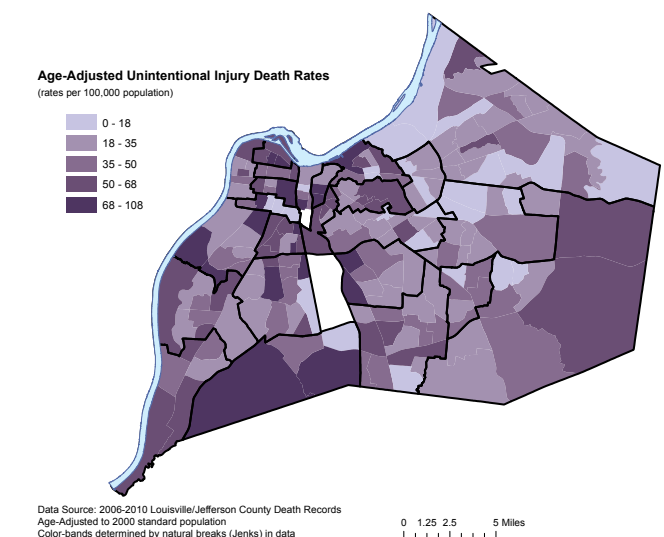 Age-Adjusted Unintentional Injury Death Rates
(rates per 100,000 population)
0 - 18
18 - 35
35 - 50
50 - 68
68 - 108
Data Source: 2006-2010 Louisville/Jefferson County Death Records
Age-Adjusted to 2000 standard population
Color-bands determined by natural breaks (Jenks) in data
0 1.25 2.5 5 Miles